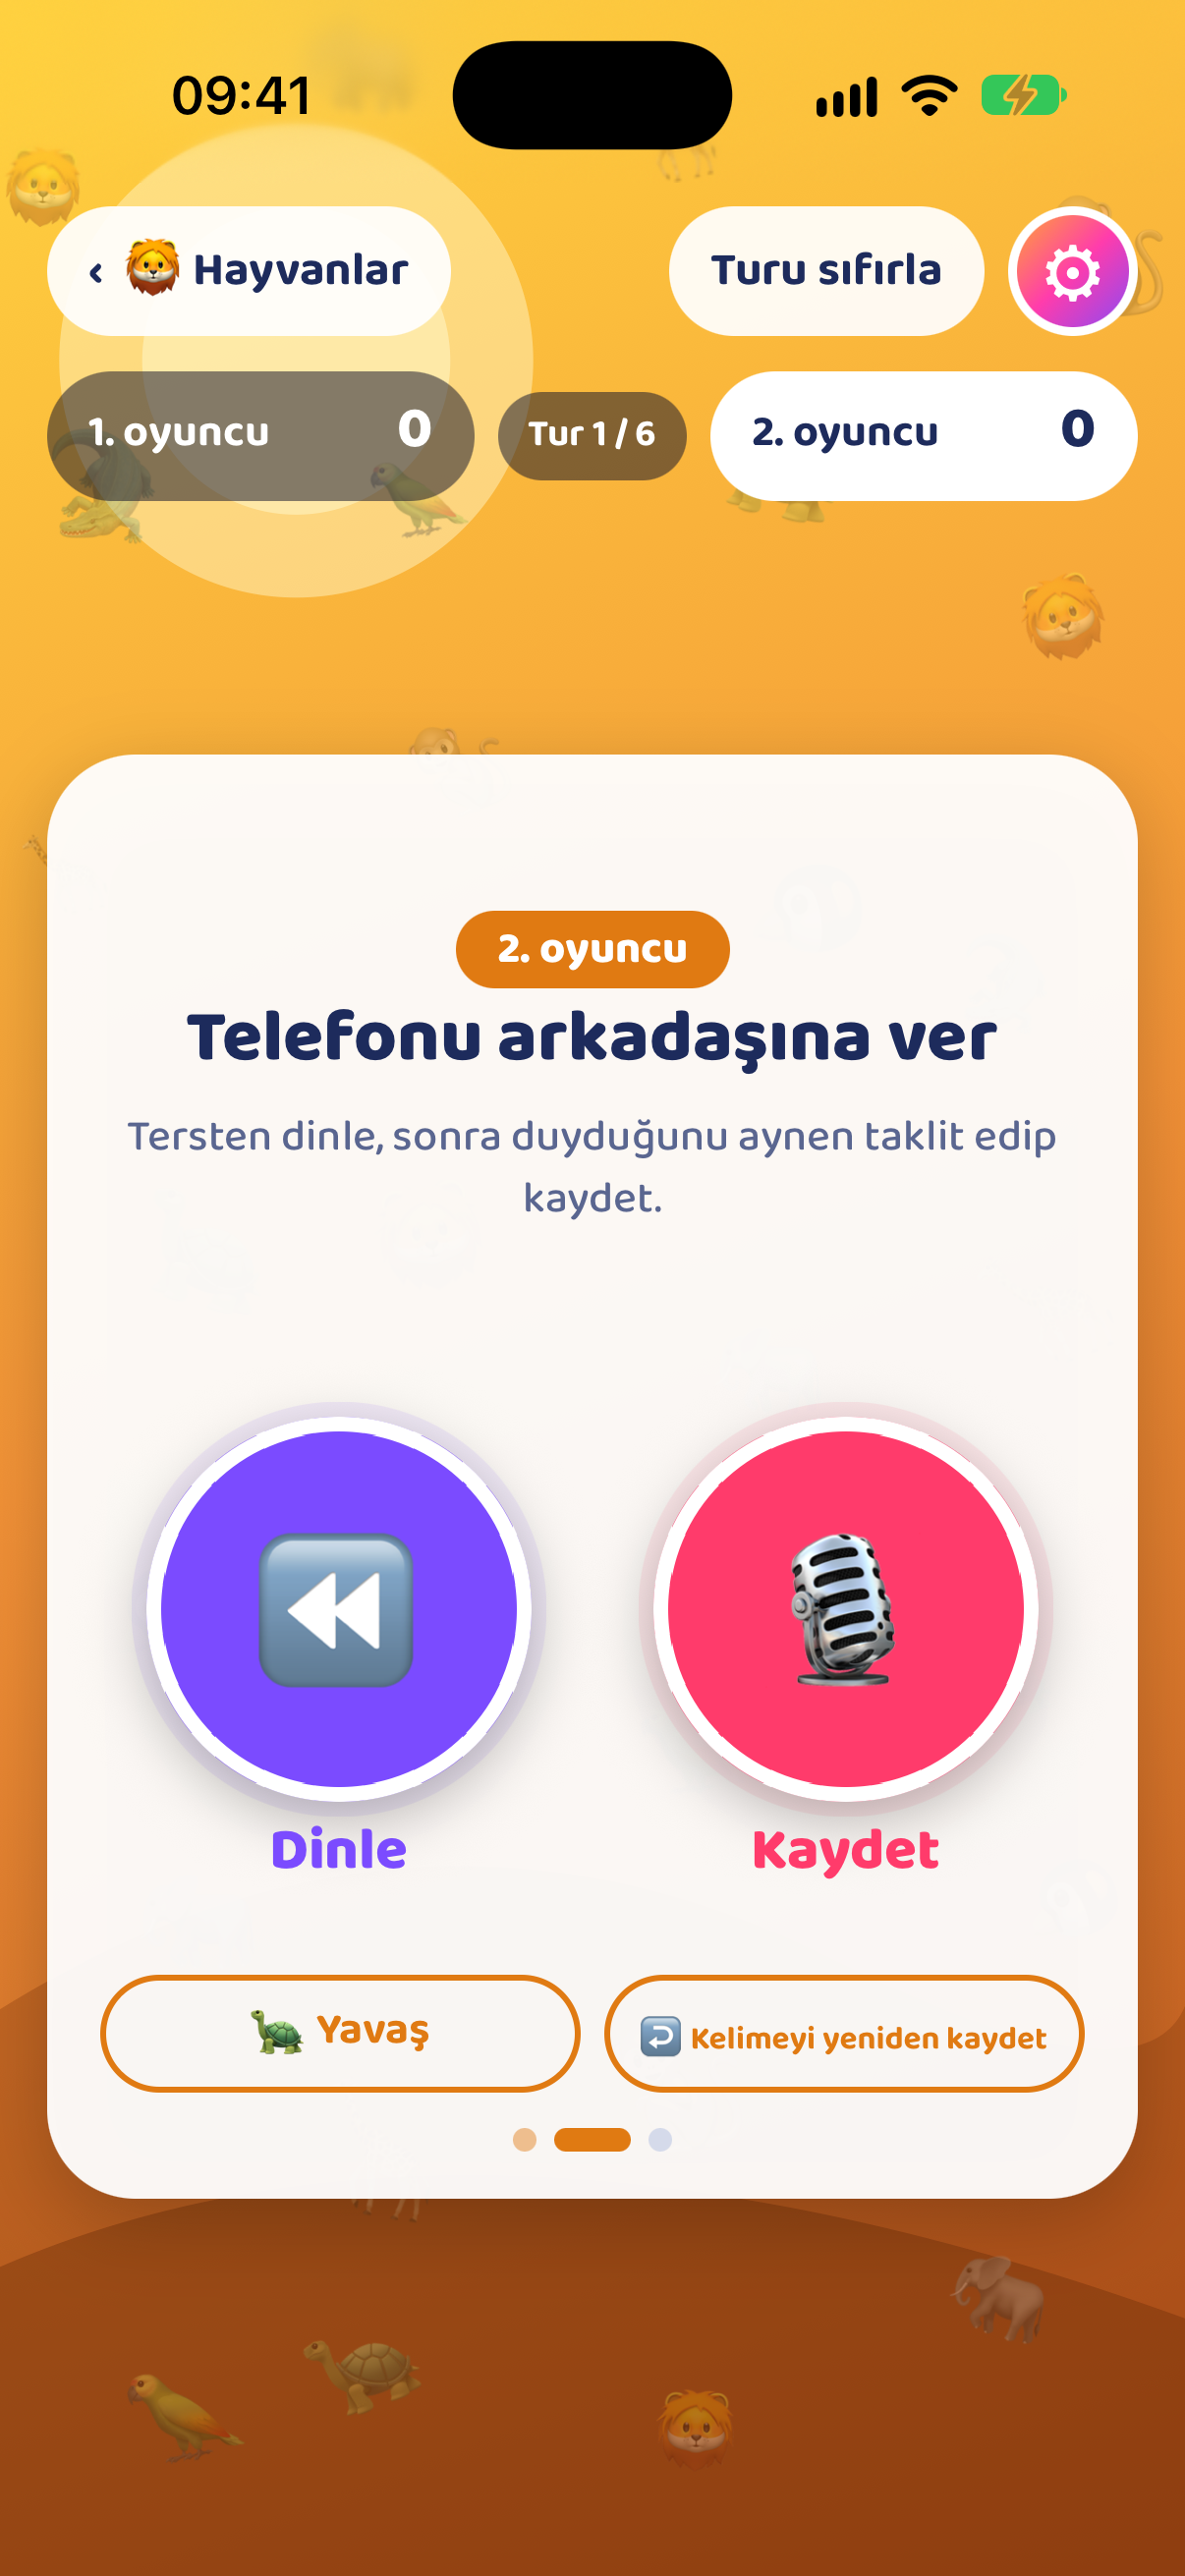 09:41
‹ 🦁 Hayvanlar
Turu sıfırla
1. oyuncu 0
Tur 1 / 6
2. oyuncu 0
2. oyuncu
Telefonu arkadaşına ver
Tersten dinle, sonra duyduğunu aynen taklit edip
kaydet.
Dinle
Kaydet
🐢 Yavaş
↩️ Kelimeyi yeniden kaydet